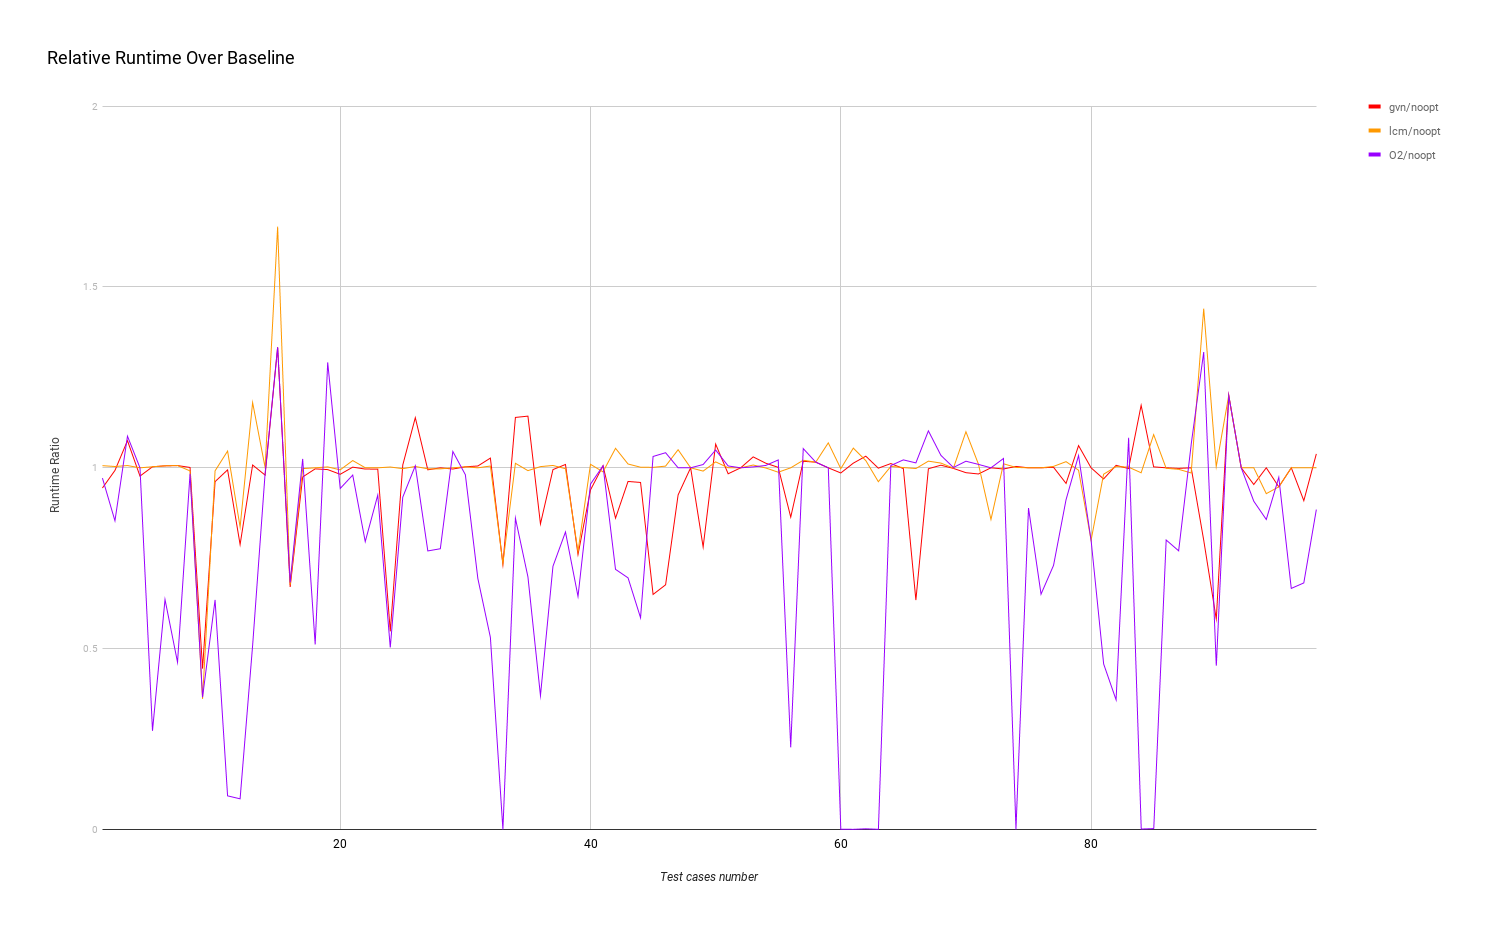 Relative Runtime Over Baseline
gvn/noopt
lcm/noopt
O2/noopt
Runtime Ratio
2
1.5
1
0.5
0
20
40
60
80
Test cases number